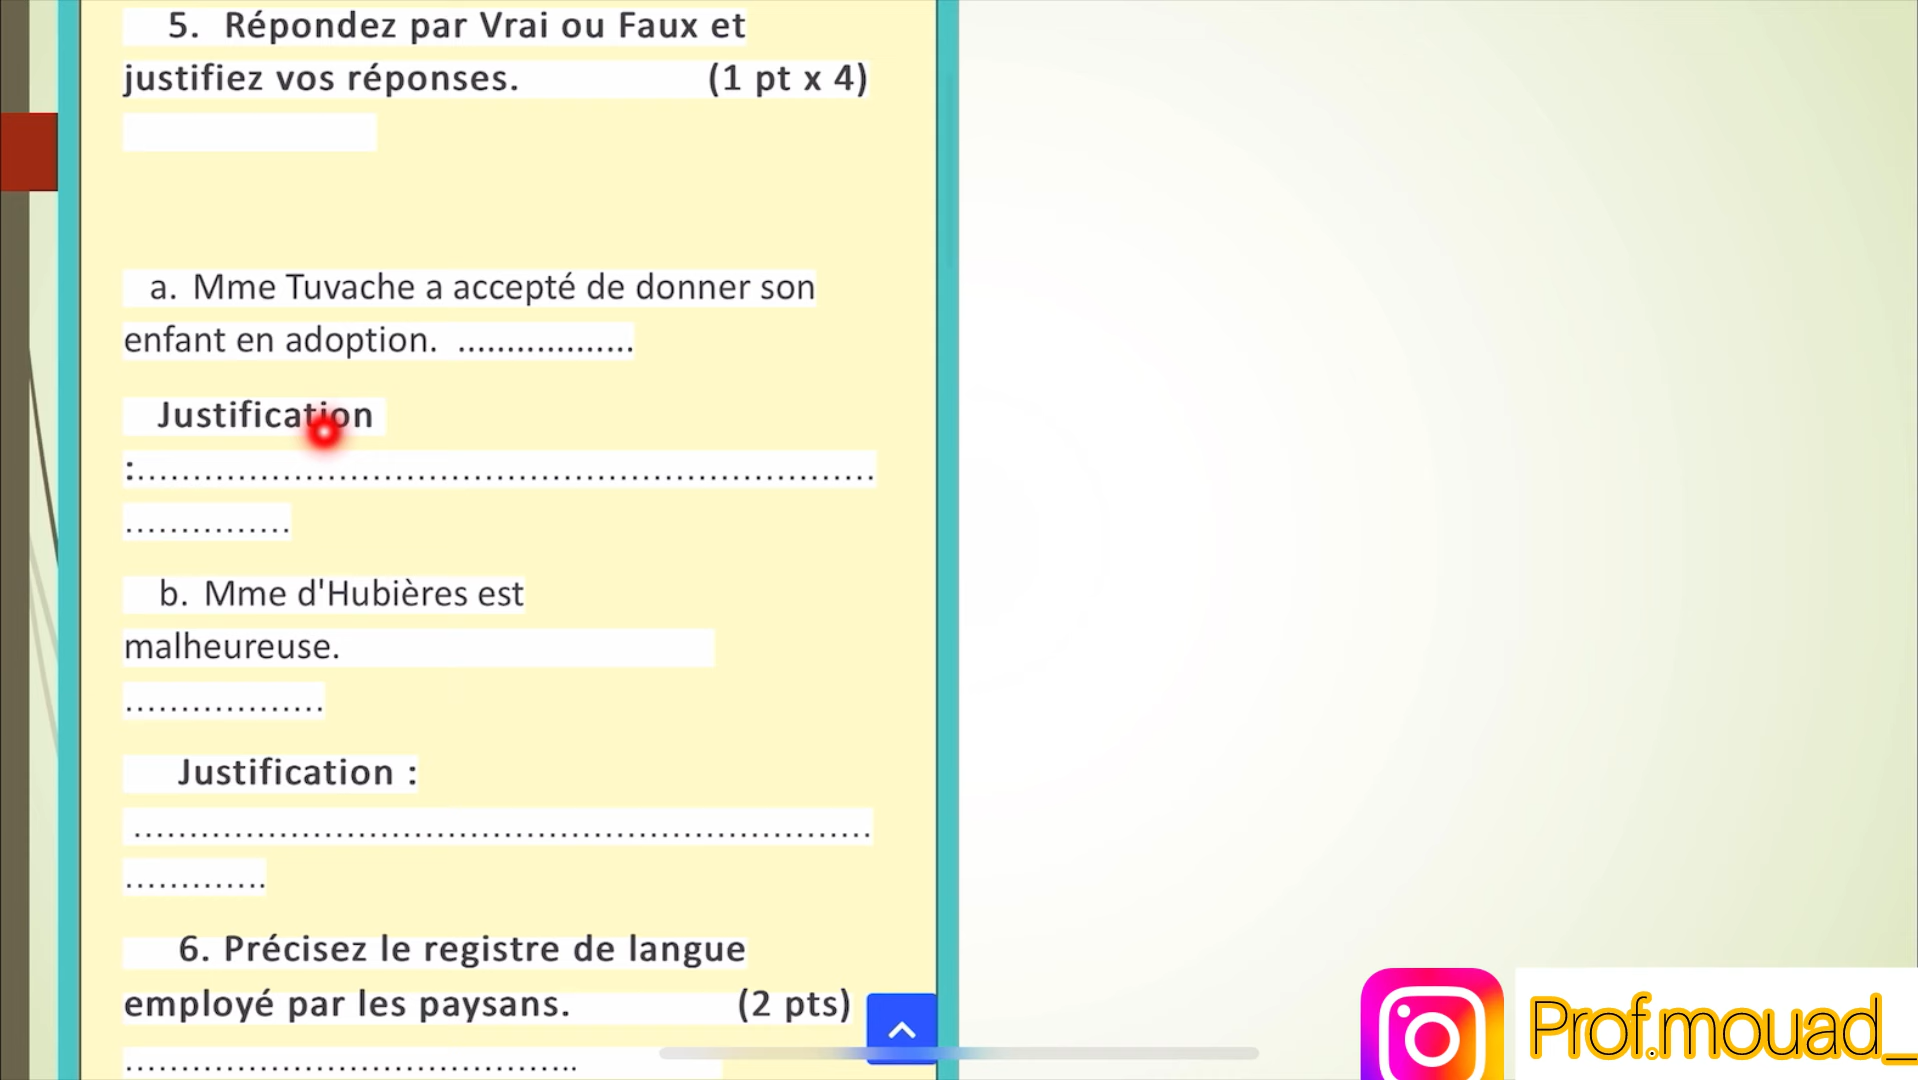 5. Répondez par Vrai ou Faux et
justifiez vos réponses. (1 pt x 4)
a. Mme Tuvache a accepté de donner son
enfant en adoption. ..................
Justification
:..................................................................
...............
b. Mme d'Hubières est
malheureuse.
..................
Justification :
..................................................................
.............
6. Précisez le registre de langue
employé par les paysans. (2 pts)
.........................................
Prof.mouad_